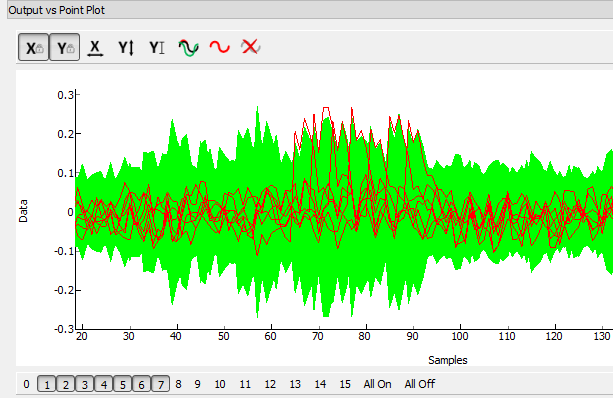 Output vs Point Plot
X Y X Y Y
0.3
0.2
0.1
0
-0.1
-0.2
-0.3
Data
20 30 40 50 60 70 80 90 100 110 120 130
Samples
0 1 2 3 4 5 6 7 8 9 10 11 12 13 14 15 All On All Off